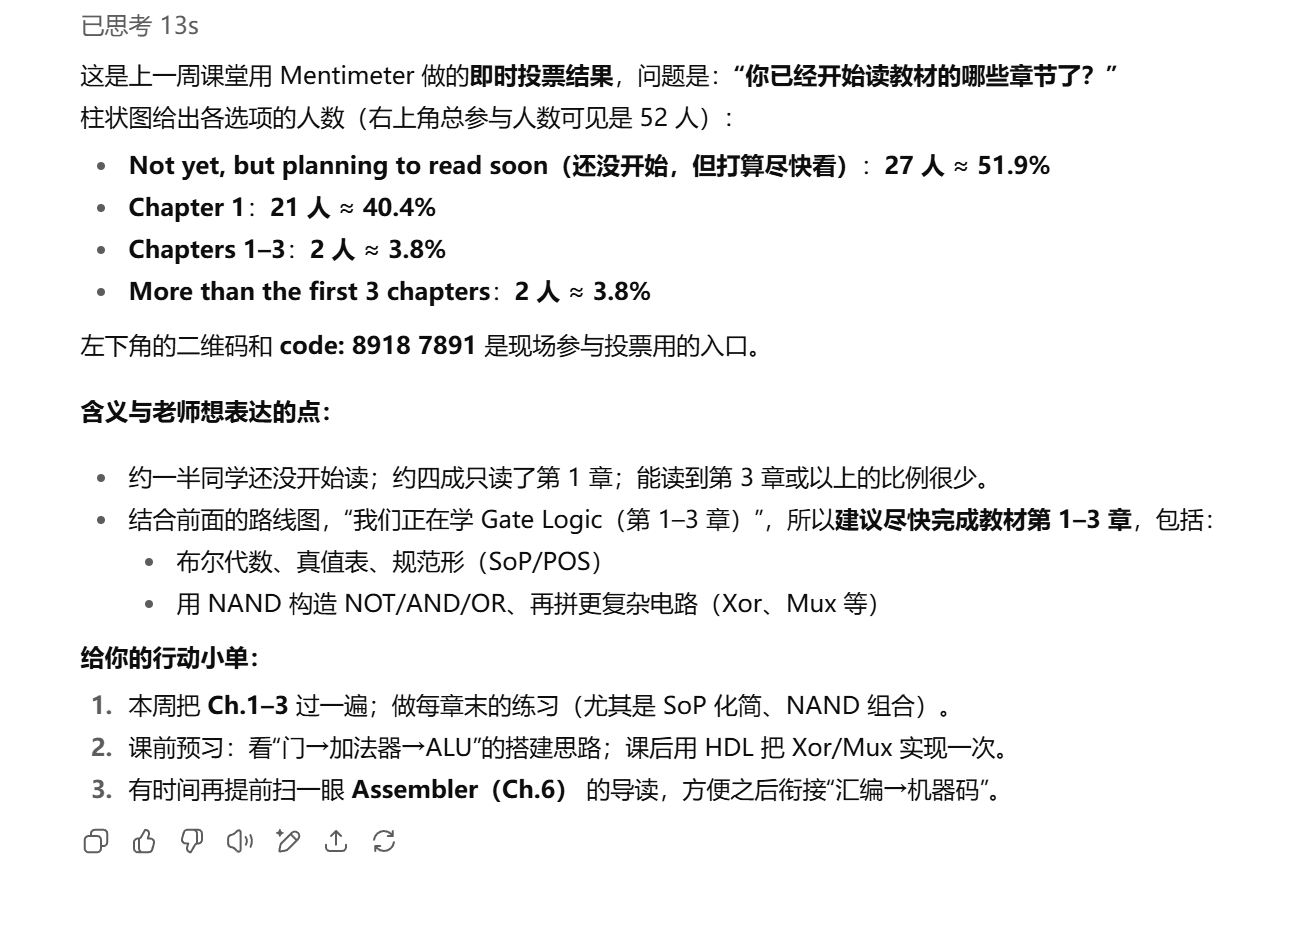 已思考 13s
这是上一周课堂用 Mentimeter 做的即时投票结果，问题是：“你已经开始读教材的哪些章节了？”
柱状图给出各选项的人数（右上角总参与人数可见是 52 人）：
• Not yet, but planning to read soon（还没开始，但打算尽快看）：27 人 ≈ 51.9%
• Chapter 1：21 人 ≈ 40.4%
• Chapters 1–3：2 人 ≈ 3.8%
• More than the first 3 chapters：2 人 ≈ 3.8%
左下角的二维码和 code: 8918 7891 是现场参与投票用的入口。
含义与老师想表达的点：
• 约一半同学还没开始读；约四成只读了第 1 章；能读到第 3 章或以上的比例很少。
• 结合前面的路线图，“我们正在学 Gate Logic（第 1–3 章）”，所以建议尽快完成教材第 1–3 章，包括：
• 布尔代数、真值表、规范形（SoP/POS）
• 用 NAND 构造 NOT/AND/OR、再拼更复杂电路（Xor、Mux 等）
给你的行动小单：
1. 本周把 Ch.1–3 过一遍；做每章末的练习（尤其是 SoP 化简、NAND 组合）。
2. 课前预习：看“门→加法器→ALU”的搭建思路；课后用 HDL 把 Xor/Mux 实现一次。
3. 有时间再提前扫一眼 Assembler（Ch.6） 的导读，方便之后衔接“汇编→机器码”。